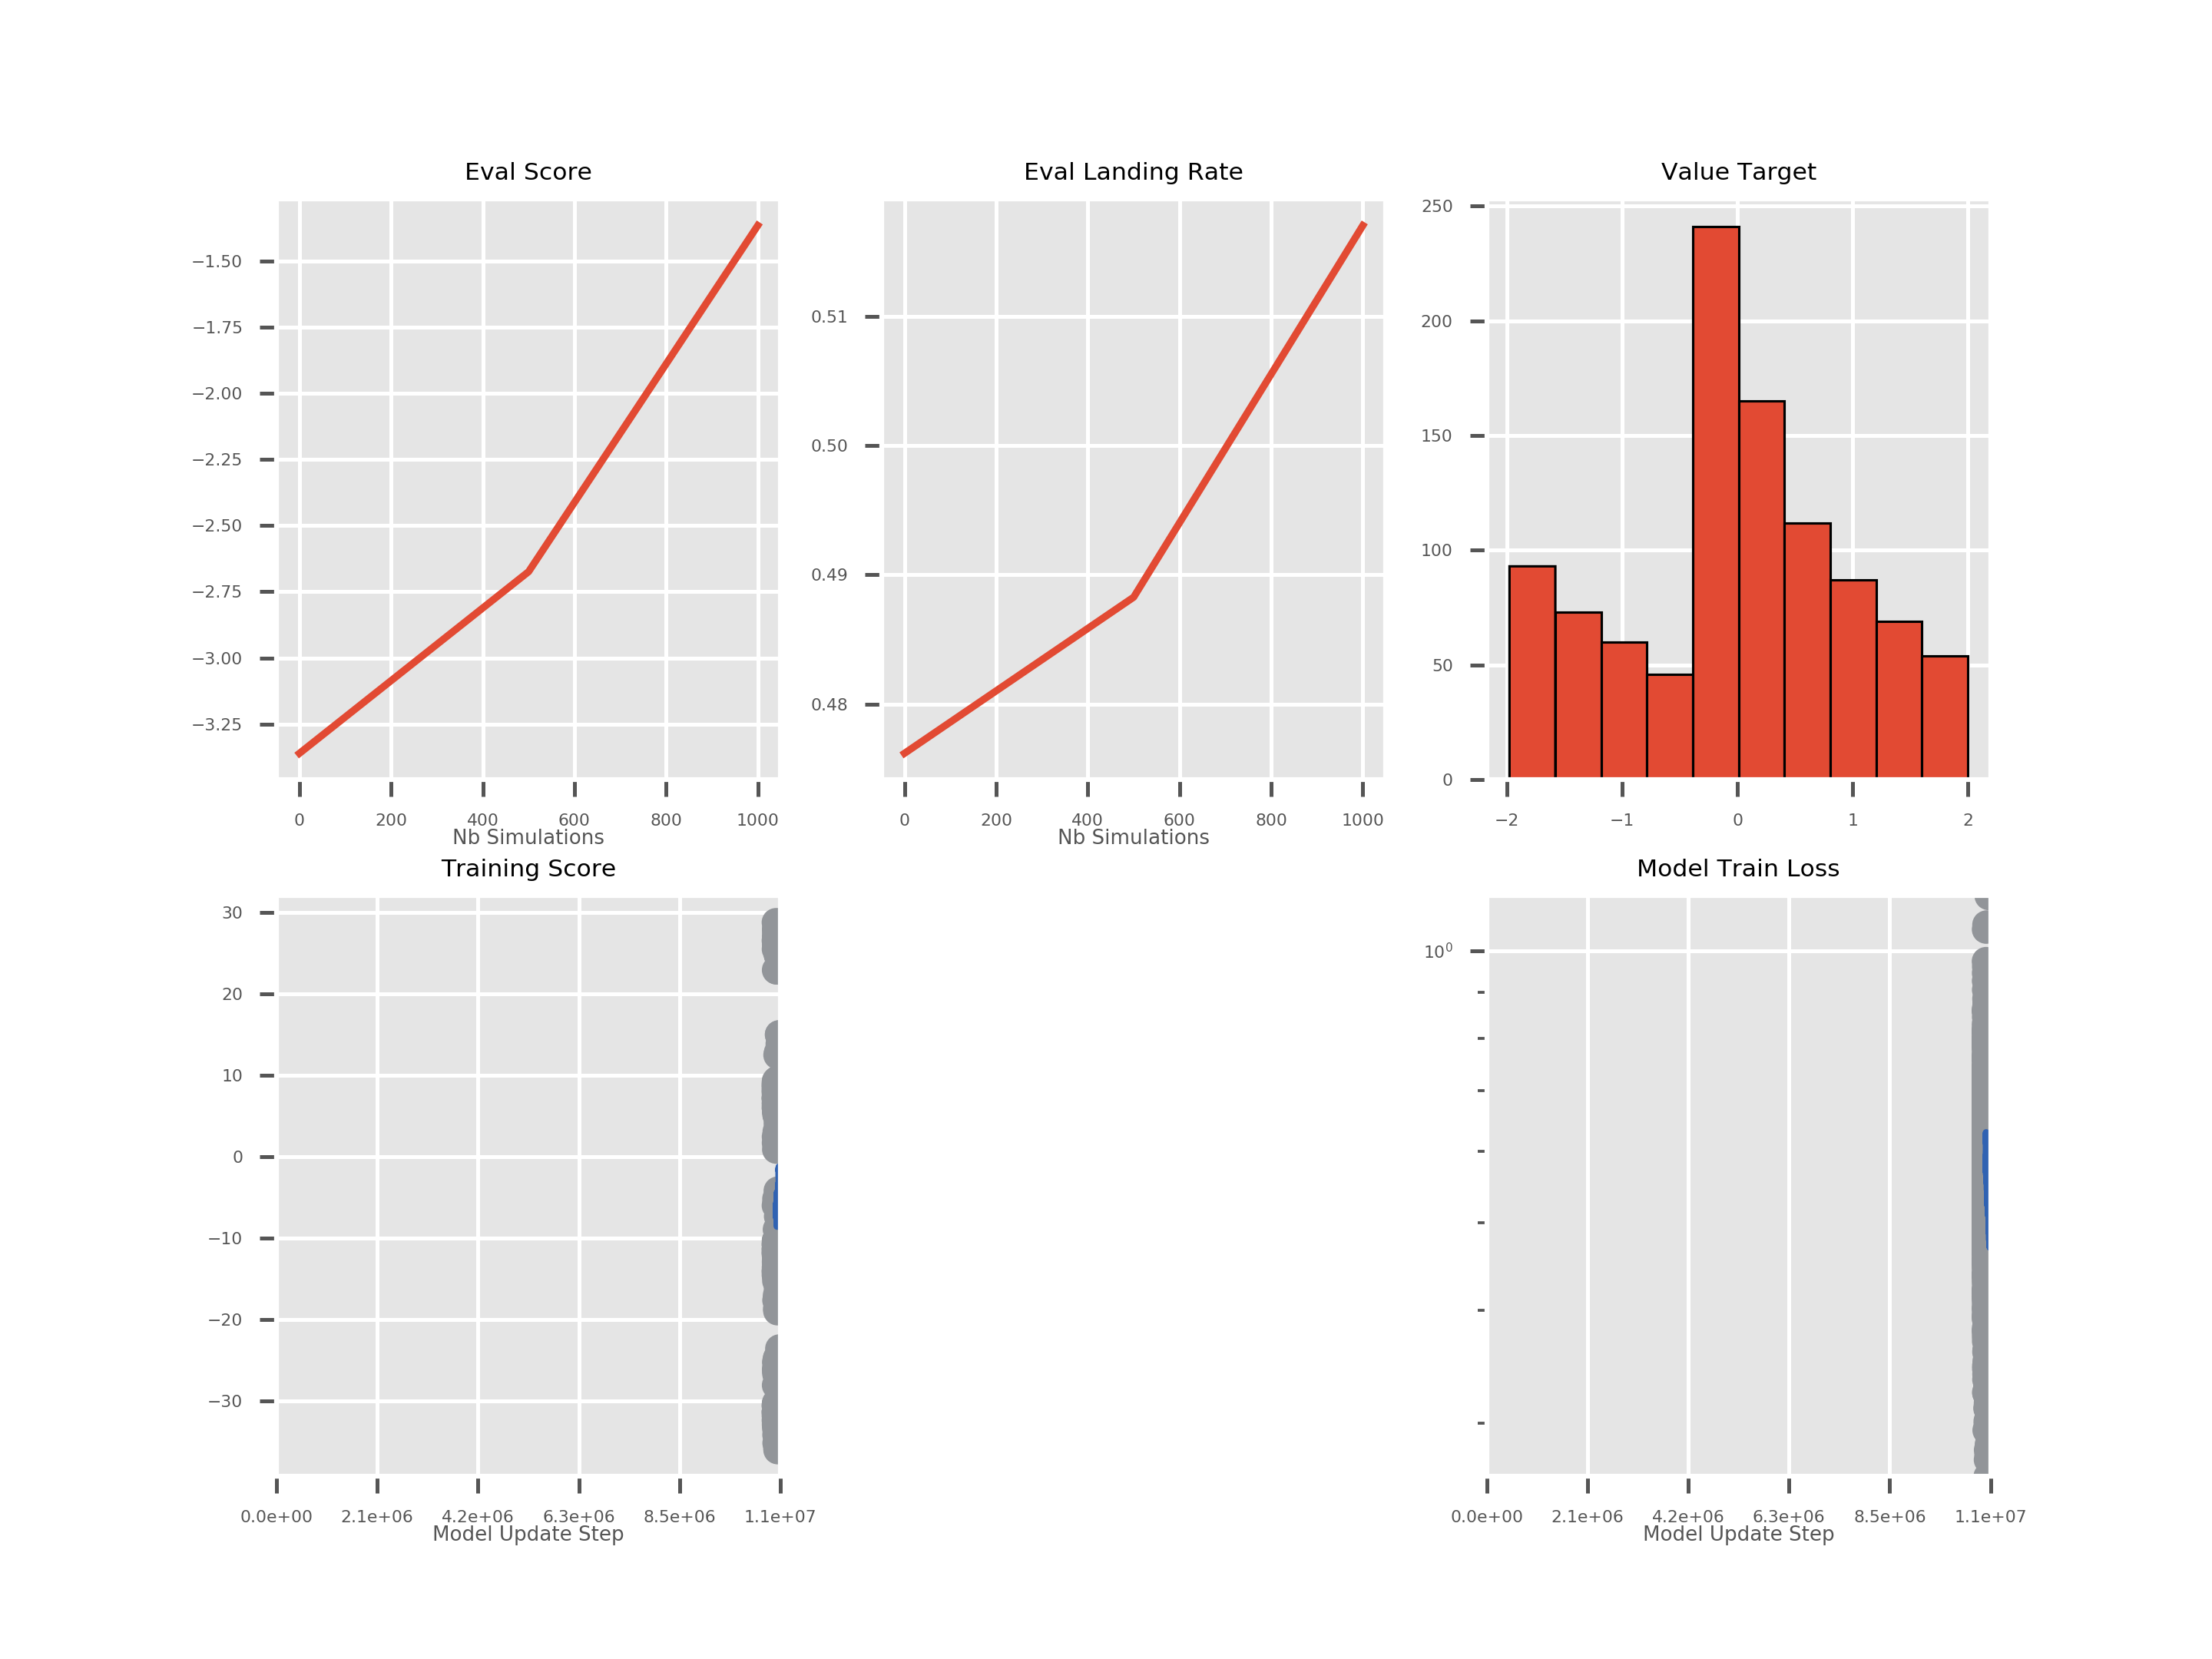 Eval Score
−1.50
−1.75
−2.00
−2.25
−2.50
−2.75
−3.00
−3.25
0 200 400 600 800 1000
Nb Simulations
Eval Landing Rate
0.51
0.50
0.49
0.48
0 200 400 600 800 1000
Nb Simulations
Value Target
250
200
150
100
50
0
−2 −1 0 1 2
Training Score
30
20
10
0
−10
−20
−30
0.0e+00 2.1e+06 4.2e+06 6.3e+06 8.5e+06 1.1e+07
Model Update Step
Model Train Loss
10⁰
0.0e+00 2.1e+06 4.2e+06 6.3e+06 8.5e+06 1.1e+07
Model Update Step